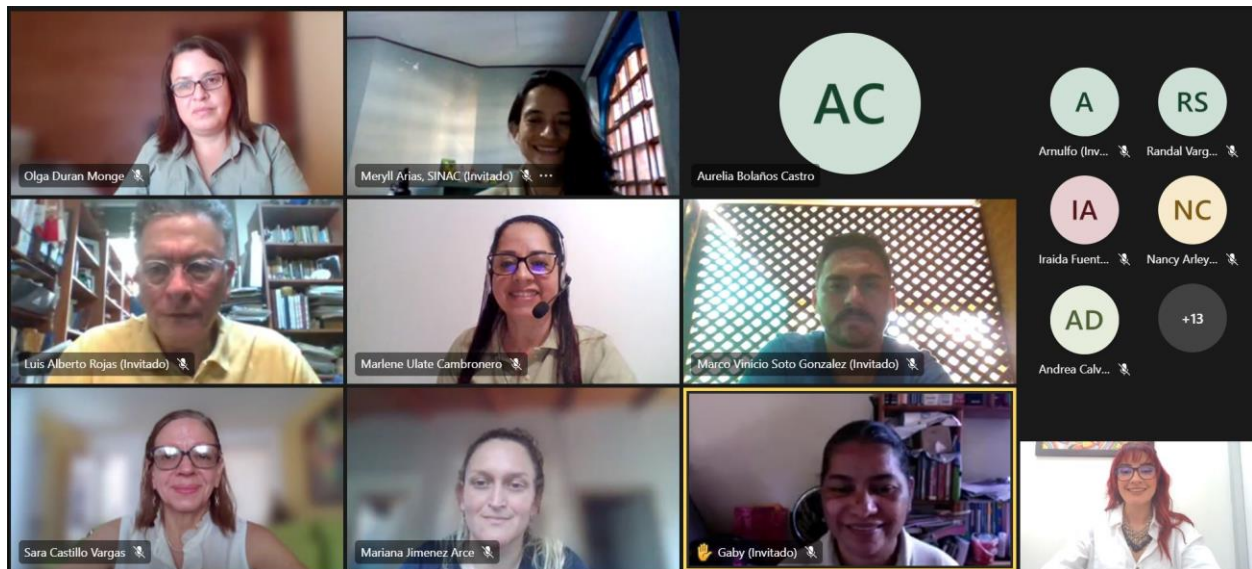 Olga Duran Monge
Meryll Arias, SINAC (Invitado) ...
AC
Aurelia Bolaños Castro
A
Arnulfo (Inv...
RS
Randal Varg...
Luis Alberto Rojas (Invitado)
Marlene Ulate Cambronero
Marco Vinicio Soto Gonzalez (Invitado)
IA
Iraida Fuent...
NC
Nancy Arley...
AD
Andrea Calv...
+13
Sara Castillo Vargas
Mariana Jimenez Arce
Gaby (Invitado)